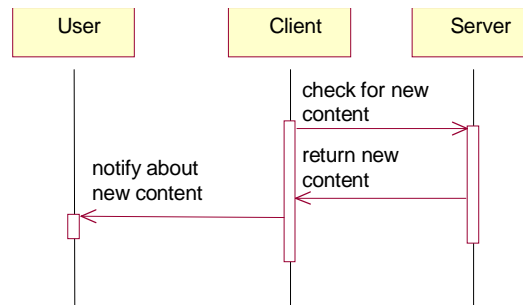 User
Client
Server
check for new
content
return new
content
notify about
new content